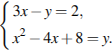 3x − y = 2,
x² − 4x + 8 = y.